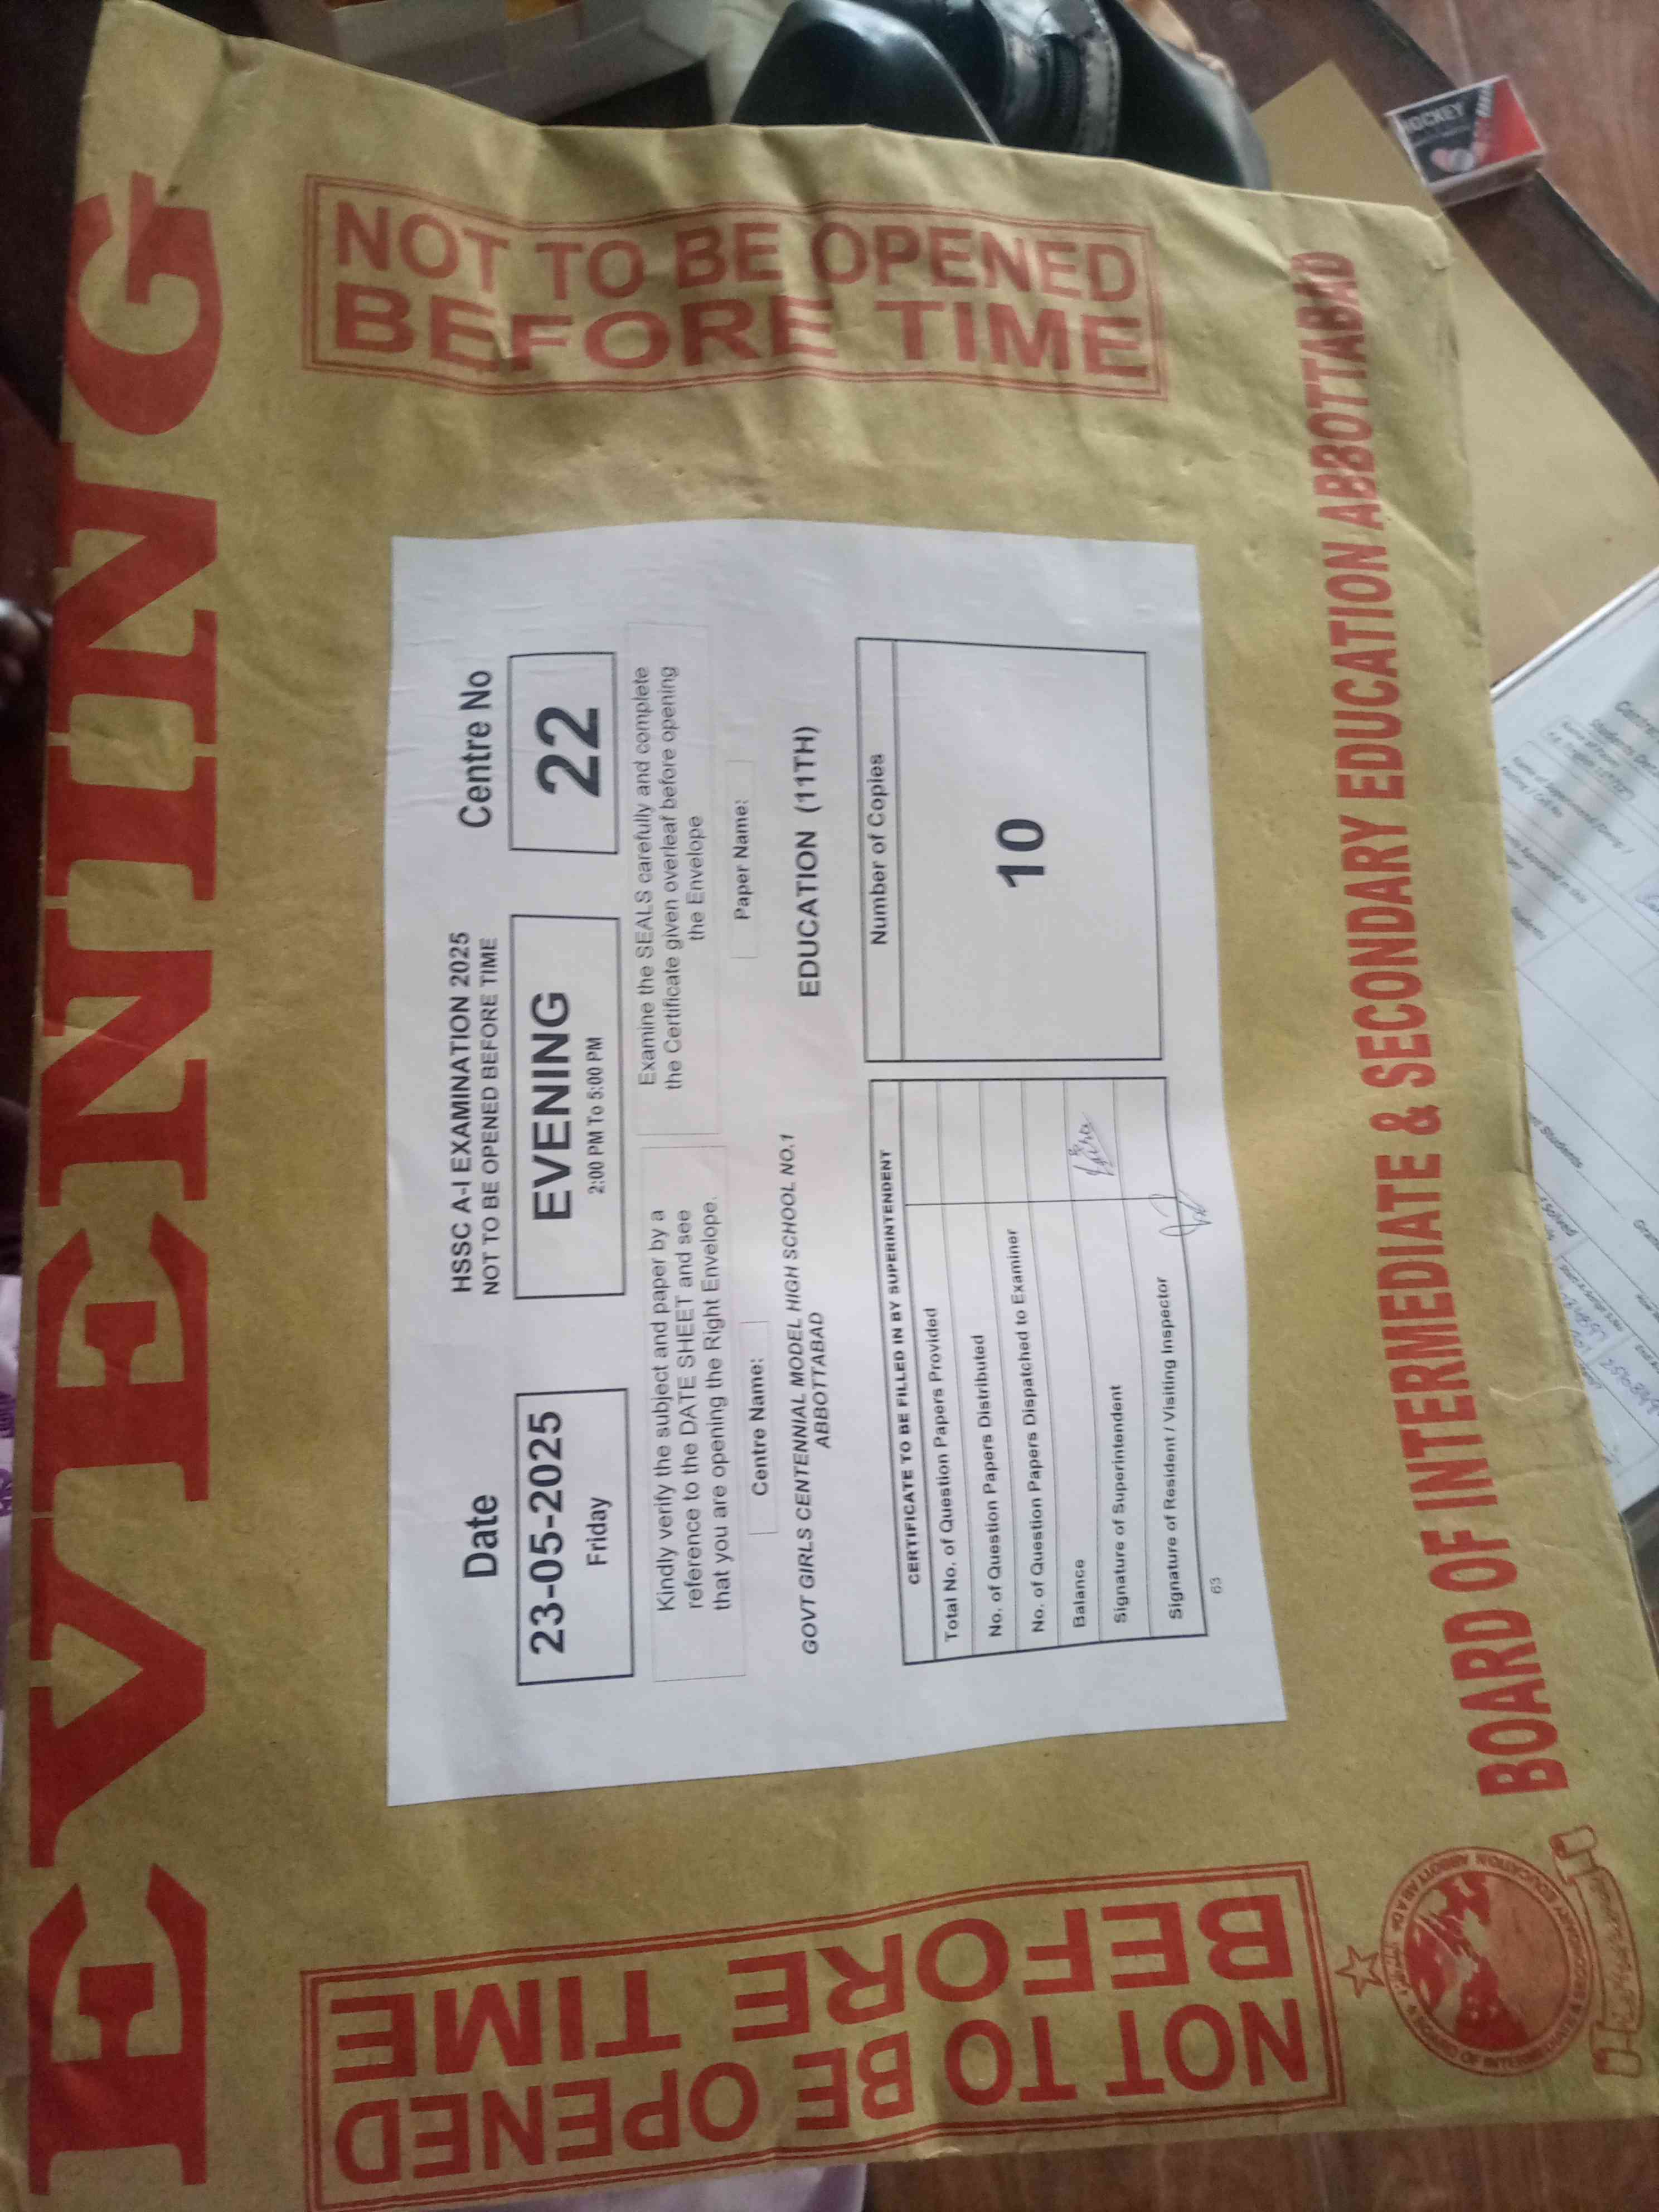 EVENING
NOT TO BE OPENED
BEFORE TIME
NOT TO BE OPENED
BEFORE TIME
HSSC A-I EXAMINATION 2025
NOT TO BE OPENED BEFORE TIME
Date
Centre No
23-05-2025
Friday
EVENING
2:00 PM To 5:00 PM
22
Kindly verify the subject and paper by a
reference to the DATE SHEET and see
that you are opening the Right Envelope.
Examine the SEALS carefully and complete
the Certificate given overleaf before opening
the Envelope
Centre Name:
Paper Name:
GOVT GIRLS CENTENNIAL MODEL HIGH SCHOOL NO.1
ABBOTTABAD
EDUCATION (11TH)
CERTIFICATE TO BE FILLED IN BY SUPERINTENDENT
Total No. of Question Papers Provided
No. of Question Papers Distributed
No. of Question Papers Dispatched to Examiner
Balance
Signature of Superintendent
Signature of Resident / Visiting Inspector
Number of Copies
10
63
BOARD OF INTERMEDIATE & SECONDARY EDUCATION ABBOTTABAD
BOARD OF INTERMEDIATE & SECONDARY EDUCATION ABBOTTABAD
HOCKEY